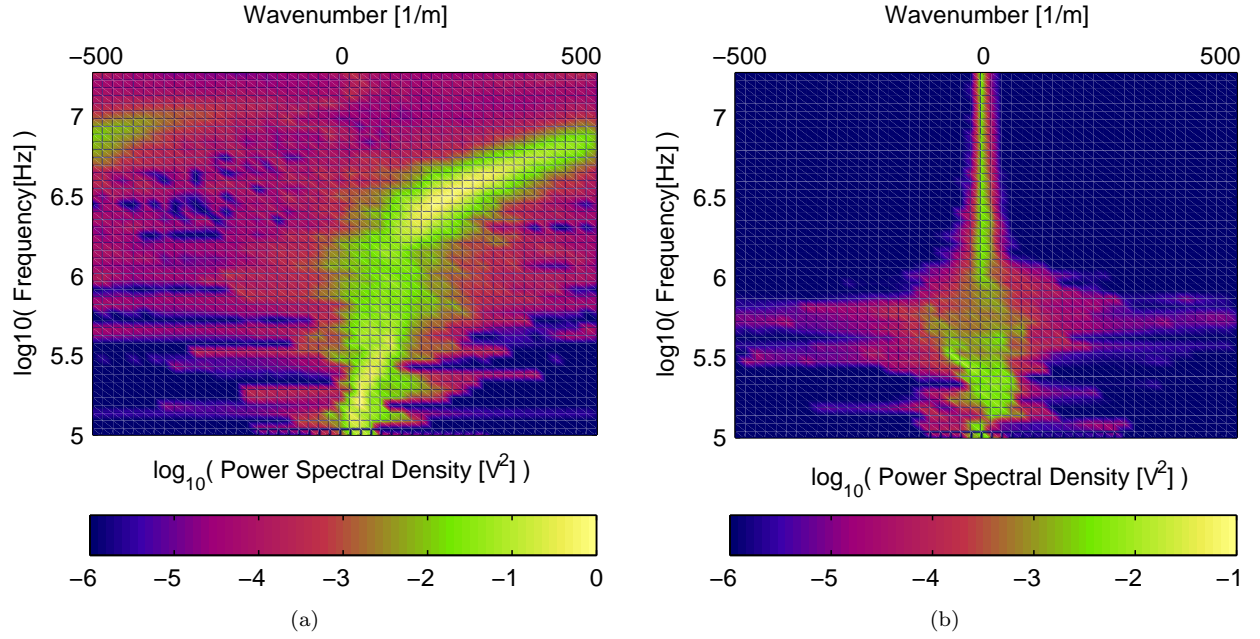 Wavenumber [1/m]
−500 0 500
log10( Frequency[Hz] )
7
6.5
6
5.5
5
log10( Power Spectral Density [V2] )
−6 −5 −4 −3 −2 −1 0
(a)
Wavenumber [1/m]
−500 0 500
log10( Frequency[Hz] )
7
6.5
6
5.5
5
log10( Power Spectral Density [V2] )
−6 −5 −4 −3 −2 −1
(b)